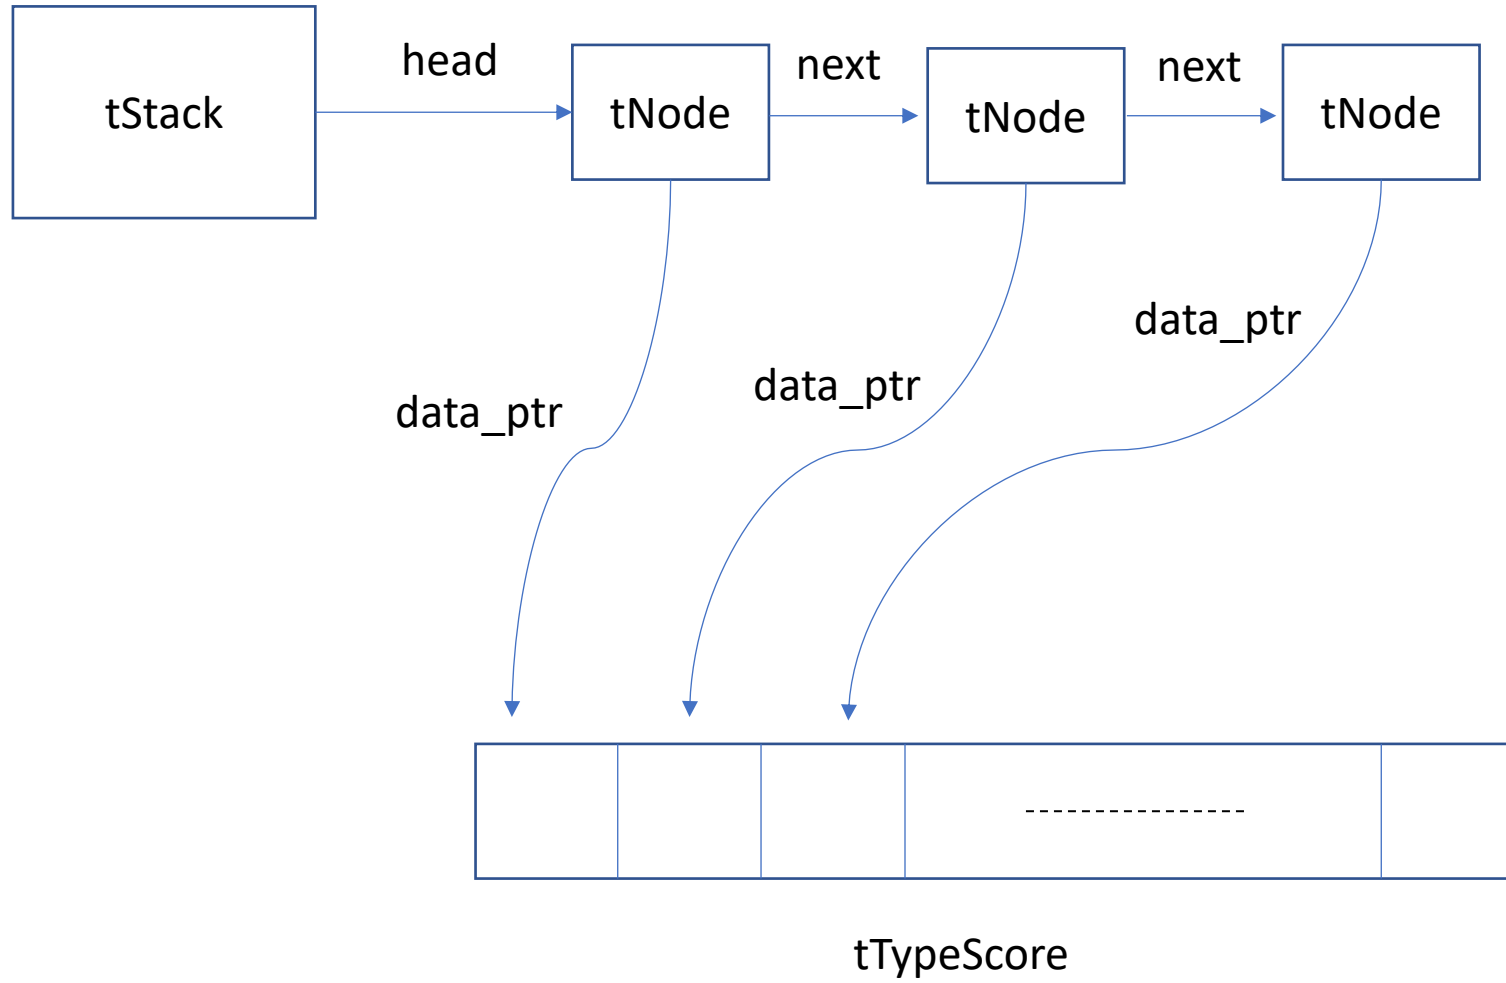 head
next
next
tStack
tNode
tNode
tNode
data_ptr
data_ptr
data_ptr
tTypeScore